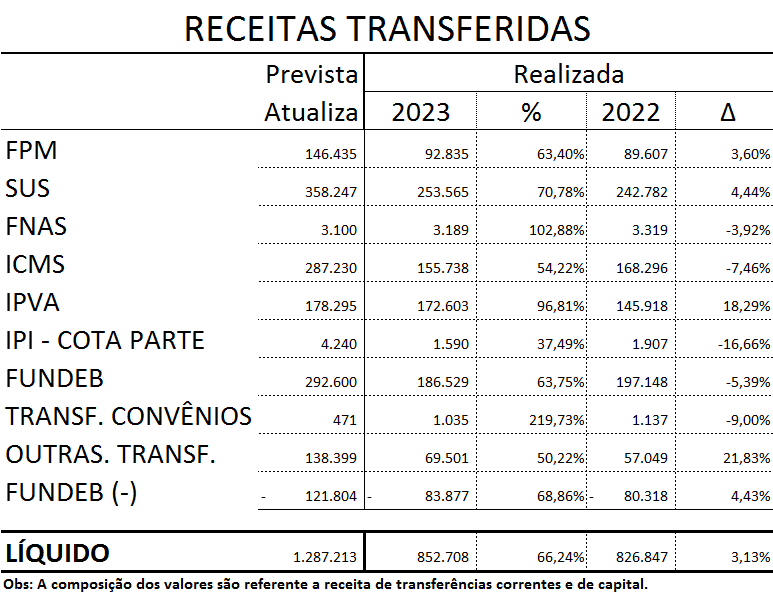 RECEITAS TRANSFERIDAS
Prevista Realizada
Atualiza 2023 % 2022 Δ
FPM 146.435 92.835 63,40% 89.607 3,60%
SUS 358.247 253.565 70,78% 242.782 4,44%
FNAS 3.100 3.189 102,88% 3.319 -3,92%
ICMS 287.230 155.738 54,22% 168.296 -7,46%
IPVA 178.295 172.603 96,81% 145.918 18,29%
IPI - COTA PARTE 4.240 1.590 37,49% 1.907 -16,66%
FUNDEB 292.600 186.529 63,75% 197.148 -5,39%
TRANSF. CONVÊNIOS 471 1.035 219,73% 1.137 -9,00%
OUTRAS. TRANSF. 138.399 69.501 50,22% 57.049 21,83%
FUNDEB (-) - 121.804 - 83.877 68,86% - 80.318 4,43%
LÍQUIDO 1.287.213 852.708 66,24% 826.847 3,13%
Obs: A composição dos valores são referente a receita de transferências correntes e de capital.